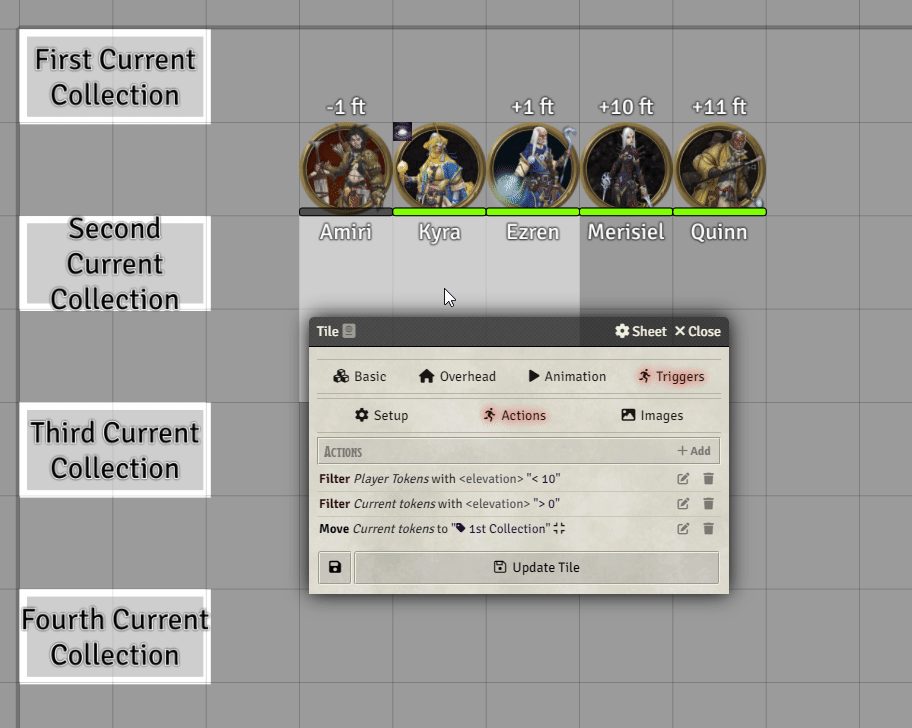 First Current
Collection
-1 ft
+1 ft
+10 ft
+11 ft
Amiri
Kyra
Ezren
Merisiel
Quinn
Second
Current
Collection
Tile
Sheet
Close
Basic
Overhead
Animation
Triggers
Setup
Actions
Images
Actions
Add
Filter Player Tokens with <elevation> "< 10"
Filter Current tokens with <elevation> "> 0"
Move Current tokens to "1st Collection"
Update Tile
Third Current
Collection
Fourth Current
Collection